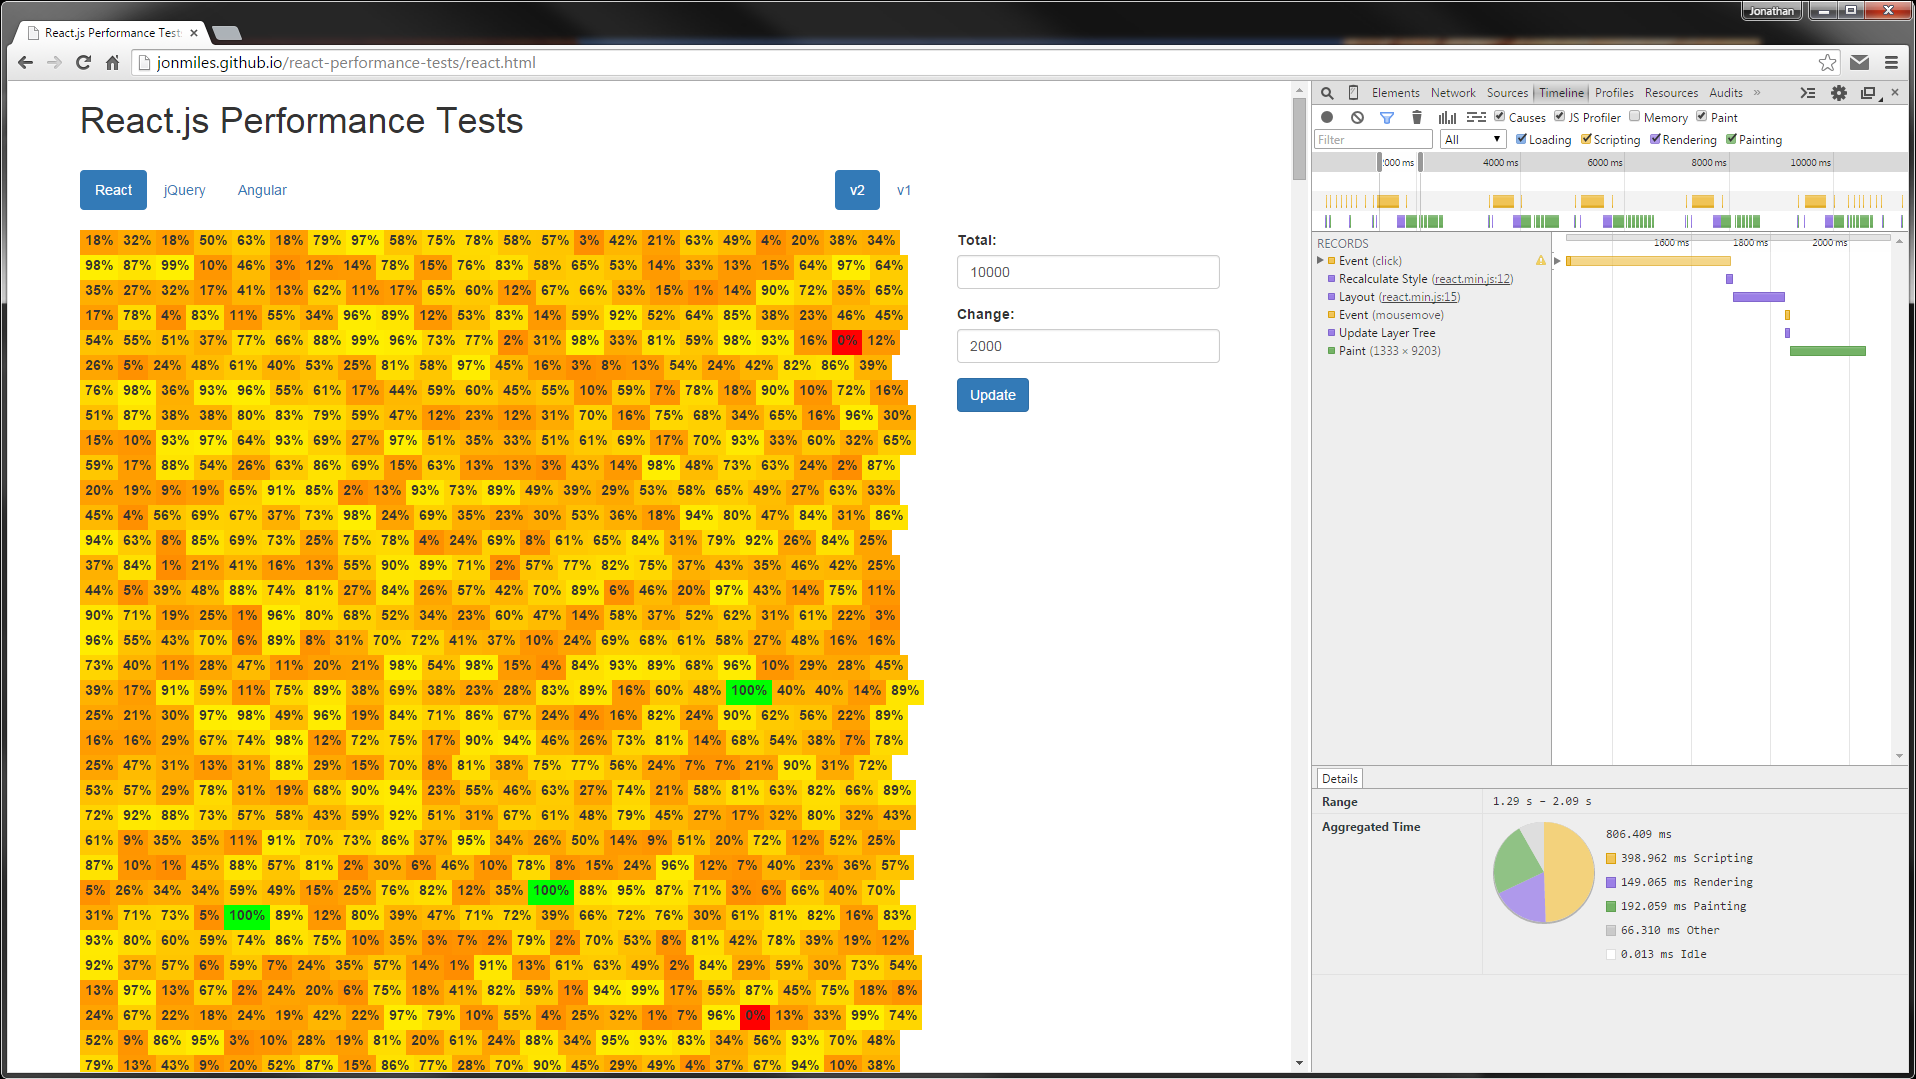 Jonathan
React.js Performance Test
jonmiles.github.io/react-performance-tests/react.html
React.js Performance Tests
React jQuery Angular v2 v1
18% 32% 18% 50% 63% 18% 79% 97% 58% 75% 78% 58% 57% 3% 42% 21% 63% 49% 4% 20% 38% 34%
98% 87% 99% 10% 46% 3% 12% 14% 78% 15% 76% 83% 58% 65% 53% 14% 33% 13% 15% 64% 97% 64%
35% 27% 32% 17% 41% 13% 62% 11% 17% 65% 60% 12% 67% 66% 33% 15% 1% 14% 90% 72% 35% 65%
17% 78% 4% 83% 11% 55% 34% 96% 89% 12% 53% 83% 14% 59% 92% 52% 64% 85% 38% 23% 46% 45%
54% 55% 51% 37% 77% 66% 88% 99% 96% 73% 77% 2% 31% 98% 33% 81% 59% 98% 93% 16% 0% 12%
26% 5% 24% 48% 61% 40% 53% 25% 81% 58% 97% 45% 16% 3% 8% 13% 54% 24% 42% 82% 86% 39%
76% 98% 36% 93% 96% 55% 61% 17% 44% 59% 60% 45% 55% 10% 59% 7% 78% 18% 90% 10% 72% 16%
51% 87% 38% 38% 80% 83% 79% 59% 47% 12% 23% 12% 31% 70% 16% 75% 68% 34% 65% 16% 96% 30%
15% 10% 93% 97% 64% 93% 69% 27% 97% 51% 35% 33% 51% 61% 69% 17% 70% 93% 33% 60% 32% 65%
59% 17% 88% 54% 26% 63% 86% 69% 15% 63% 13% 13% 3% 43% 14% 98% 48% 73% 63% 24% 2% 87%
20% 19% 9% 19% 65% 91% 85% 2% 13% 93% 73% 89% 49% 39% 29% 53% 58% 65% 49% 27% 63% 33%
45% 4% 56% 69% 67% 37% 73% 98% 24% 69% 35% 23% 30% 53% 36% 18% 94% 80% 47% 84% 31% 86%
94% 63% 8% 85% 69% 73% 25% 75% 78% 4% 24% 69% 8% 61% 65% 84% 31% 79% 92% 26% 84% 25%
37% 84% 1% 21% 41% 16% 13% 55% 90% 89% 71% 2% 57% 77% 82% 75% 37% 43% 35% 46% 42% 25%
44% 5% 39% 48% 88% 74% 81% 27% 84% 26% 57% 42% 70% 89% 6% 46% 20% 97% 43% 14% 75% 11%
90% 71% 19% 25% 1% 96% 80% 68% 52% 34% 23% 60% 47% 14% 58% 37% 52% 62% 31% 61% 22% 3%
96% 55% 43% 70% 6% 89% 8% 31% 70% 72% 41% 37% 10% 24% 69% 68% 61% 58% 27% 48% 16% 16%
73% 40% 11% 28% 47% 11% 20% 21% 98% 54% 98% 15% 4% 84% 93% 89% 68% 96% 10% 29% 28% 45%
39% 17% 91% 59% 11% 75% 89% 38% 69% 38% 23% 28% 83% 89% 16% 60% 48% 100% 40% 40% 14% 89%
25% 21% 30% 97% 98% 49% 96% 19% 84% 71% 86% 67% 24% 4% 16% 82% 24% 90% 62% 56% 22% 89%
16% 16% 29% 67% 74% 98% 12% 72% 75% 17% 90% 94% 46% 26% 73% 81% 14% 68% 54% 38% 7% 78%
25% 47% 31% 13% 31% 88% 29% 15% 70% 8% 81% 38% 75% 77% 56% 24% 7% 7% 21% 90% 31% 72%
53% 57% 29% 78% 31% 19% 68% 90% 94% 23% 55% 46% 63% 27% 74% 21% 58% 81% 63% 82% 66% 89%
72% 92% 88% 73% 57% 58% 43% 59% 92% 51% 31% 67% 61% 48% 79% 45% 27% 17% 32% 80% 32% 43%
61% 9% 35% 35% 11% 91% 70% 73% 86% 37% 95% 34% 26% 50% 14% 9% 51% 20% 72% 12% 52% 25%
87% 10% 1% 45% 88% 57% 81% 2% 30% 6% 46% 10% 78% 8% 15% 24% 96% 12% 7% 40% 23% 36% 57%
5% 26% 34% 34% 59% 49% 15% 25% 76% 82% 12% 35% 100% 88% 95% 87% 71% 3% 6% 66% 40% 70%
31% 71% 73% 5% 100% 89% 12% 80% 39% 47% 71% 72% 39% 66% 72% 76% 30% 61% 81% 82% 16% 83%
93% 80% 60% 59% 74% 86% 75% 10% 35% 3% 7% 2% 79% 2% 70% 53% 8% 81% 42% 78% 39% 19% 12%
92% 37% 57% 6% 59% 7% 24% 35% 57% 14% 1% 91% 13% 61% 63% 49% 2% 84% 29% 59% 30% 73% 54%
13% 97% 13% 67% 2% 24% 20% 6% 75% 18% 41% 82% 59% 1% 94% 99% 17% 55% 87% 45% 75% 18% 8%
24% 67% 22% 18% 24% 19% 42% 22% 97% 79% 10% 55% 4% 25% 32% 1% 7% 96% 0% 13% 33% 99% 74%
52% 9% 86% 95% 3% 10% 28% 19% 81% 20% 61% 24% 88% 34% 95% 93% 83% 34% 56% 93% 70% 48%
79% 13% 43% 9% 20% 52% 87% 15% 86% 77% 28% 70% 90% 45% 29% 49% 4% 37% 67% 94% 10% 38%
Total:
10000
Change:
2000
Update
Elements Network Sources Timeline Profiles Resources Audits »
Causes JS Profiler Memory Paint
Filter All Loading Scripting Rendering Painting
2000 ms 4000 ms 6000 ms 8000 ms 10000 ms
RECORDS 1600 ms 1800 ms 2000 ms
Event (click)
Recalculate Style (react.min.js:12)
Layout (react.min.js:15)
Event (mousemove)
Update Layer Tree
Paint (1333 × 9203)
Details
Range 1.29 s – 2.09 s
Aggregated Time
806.409 ms
398.962 ms Scripting
149.065 ms Rendering
192.059 ms Painting
66.310 ms Other
0.013 ms Idle